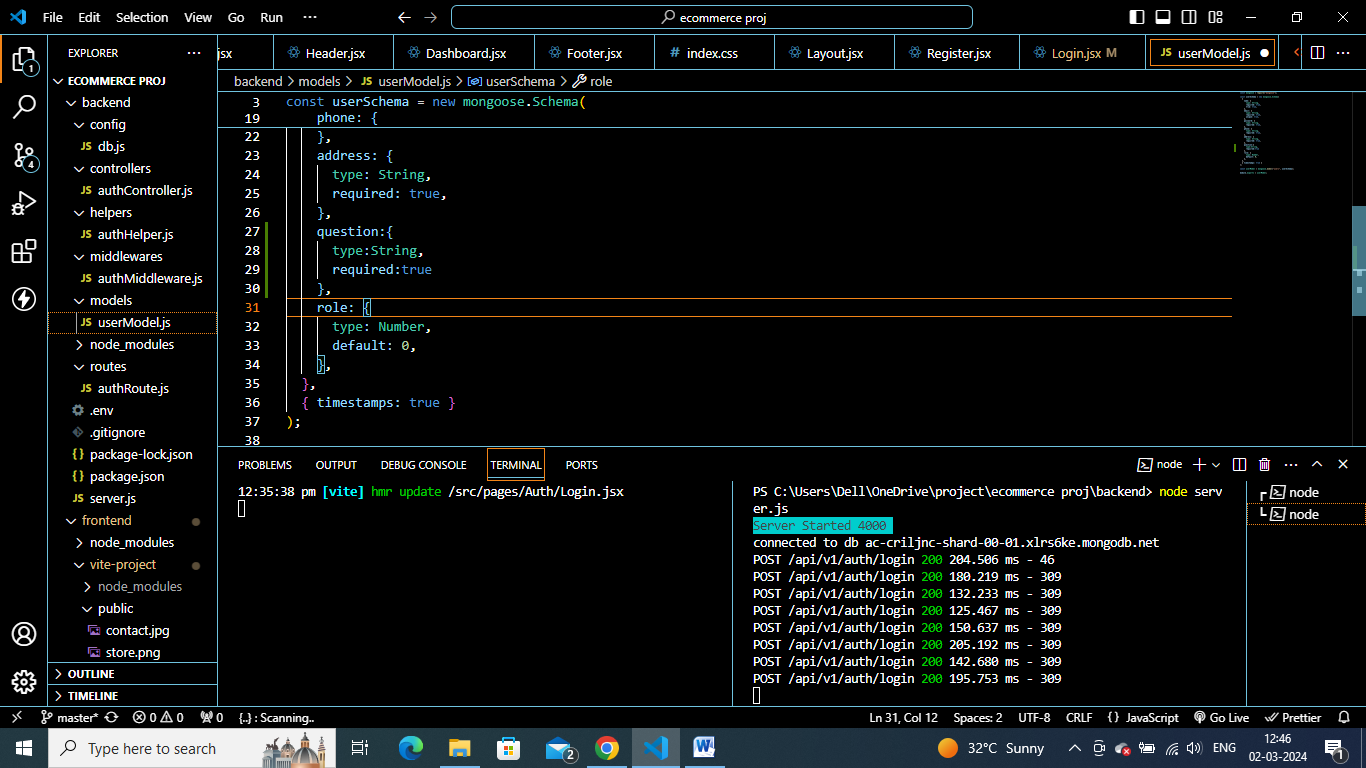 File Edit Selection View Go Run ··· ecommerce proj
EXPLORER ··· jsx Header.jsx Dashboard.jsx Footer.jsx # index.css Layout.jsx Register.jsx Login.jsx M JS userModel.js
backend > models > JS userModel.js > userSchema > role
ECOMMERCE PROJ
backend
config
JS db.js
controllers
JS authController.js
helpers
JS authHelper.js
middlewares
JS authMiddleware.js
models
JS userModel.js
node_modules
routes
JS authRoute.js
.env
.gitignore
{} package-lock.json
{} package.json
JS server.js
frontend
node_modules
vite-project
node_modules
public
contact.jpg
store.png
OUTLINE
TIMELINE
1
4
3 const userSchema = new mongoose.Schema(
19 phone: {
22 },
23 address: {
24 type: String,
25 required: true,
26 },
27 question:{
28 type:String,
29 required:true
30 },
31 role: {
32 type: Number,
33 default: 0,
34 },
35 },
36 { timestamps: true }
37 );
38
PROBLEMS OUTPUT DEBUG CONSOLE TERMINAL PORTS node
12:35:38 pm [vite] hmr update /src/pages/Auth/Login.jsx
PS C:\Users\Dell\OneDrive\project\ecommerce proj\backend> node serv
er.js
Server Started 4000
connected to db ac-criljnc-shard-00-01.xlrs6ke.mongodb.net
POST /api/v1/auth/login 200 204.506 ms - 46
POST /api/v1/auth/login 200 180.219 ms - 309
POST /api/v1/auth/login 200 132.233 ms - 309
POST /api/v1/auth/login 200 125.467 ms - 309
POST /api/v1/auth/login 200 150.637 ms - 309
POST /api/v1/auth/login 200 205.192 ms - 309
POST /api/v1/auth/login 200 142.680 ms - 309
POST /api/v1/auth/login 200 195.753 ms - 309
node
node
master* 0 0 0 {..} : Scanning.. Ln 31, Col 12 Spaces: 2 UTF-8 CRLF {} JavaScript Go Live Prettier
Type here to search 2 32°C Sunny ENG 12:46
02-03-2024 1